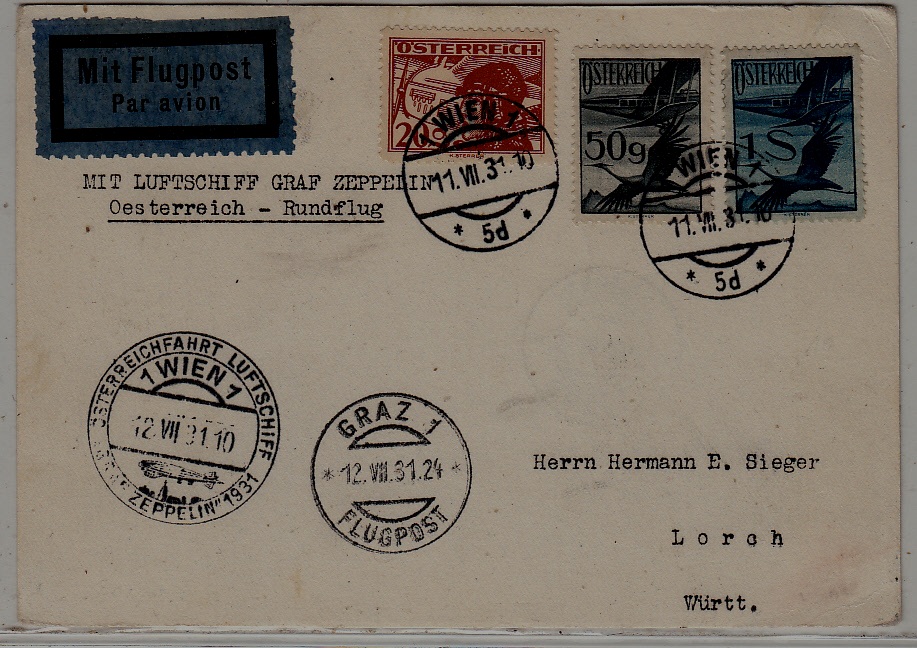 Mit Flugpost
Par avion
ÖSTERREICH
20
K.STERRER
ÖSTERREICH
50g
ÖSTERREICH
1 S
MIT LUFTSCHIFF GRAF ZEPPELIN
Oesterreich - Rundflug
WIEN 1
11.VII.31.10
* 5d *
WIEN
11.VII.31.10
* 5d *
ÖSTERREICHFAHRT LUFTSCHIFF
1 WIEN 1
12.VII 31.10
ZEPPELIN" 1931
GRAZ 1
* 12.VII.31.24 *
FLUGPOST
Herrn Hermann E. Sieger
Lorch
Württ.